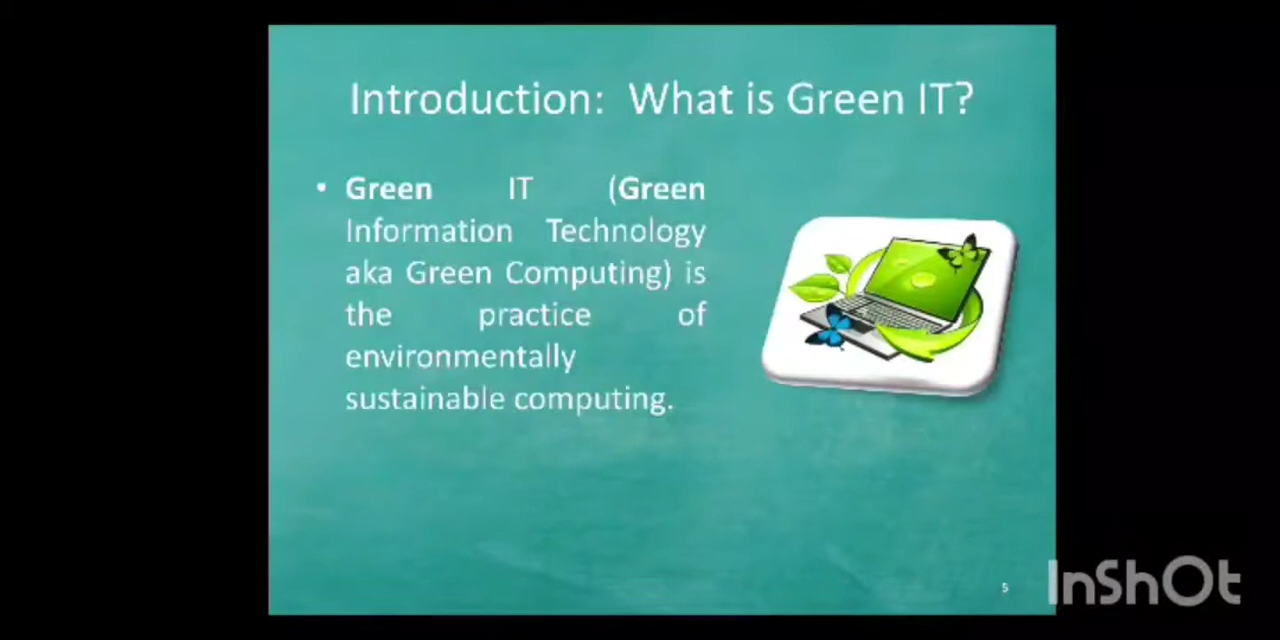 Introduction: What is Green IT?
• Green IT (Green
Information Technology
aka Green Computing) is
the practice of
environmentally
sustainable computing.
5
InShOt